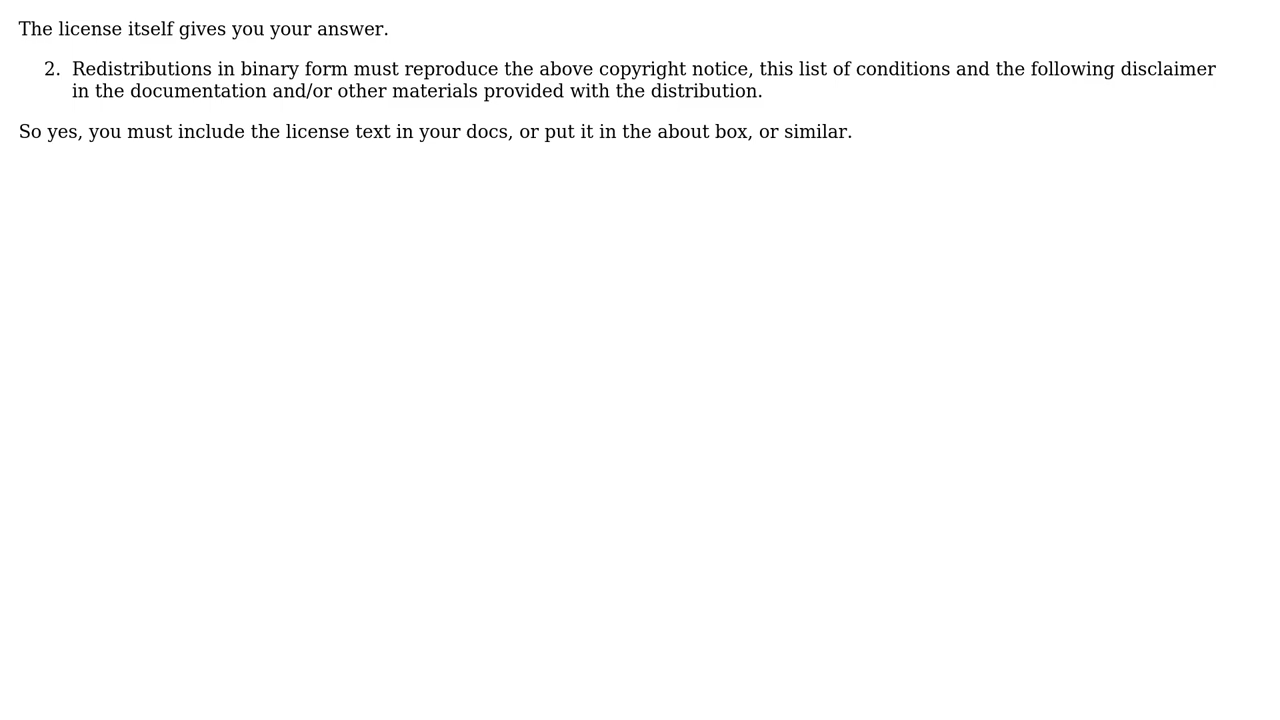 The license itself gives you your answer.
2. Redistributions in binary form must reproduce the above copyright notice, this list of conditions and the following disclaimer
in the documentation and/or other materials provided with the distribution.
So yes, you must include the license text in your docs, or put it in the about box, or similar.